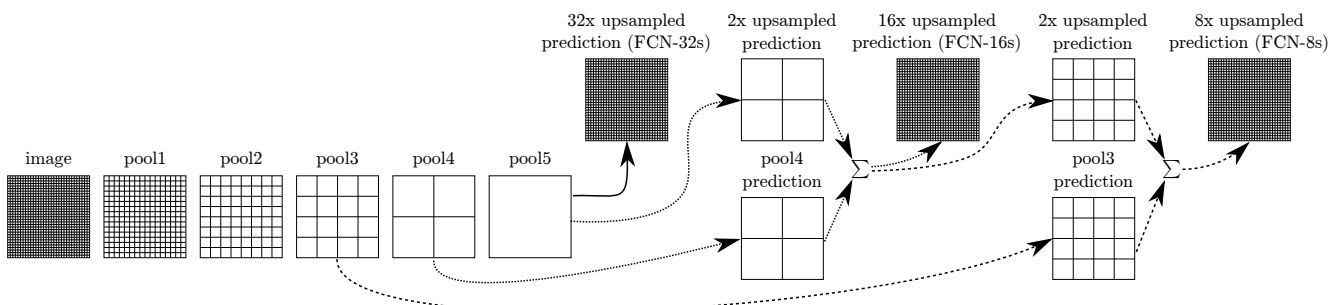 32x upsampled
prediction (FCN-32s)
2x upsampled
prediction
16x upsampled
prediction (FCN-16s)
2x upsampled
prediction
8x upsampled
prediction (FCN-8s)
image
pool1
pool2
pool3
pool4
pool5
pool4
prediction
∑
pool3
prediction
∑